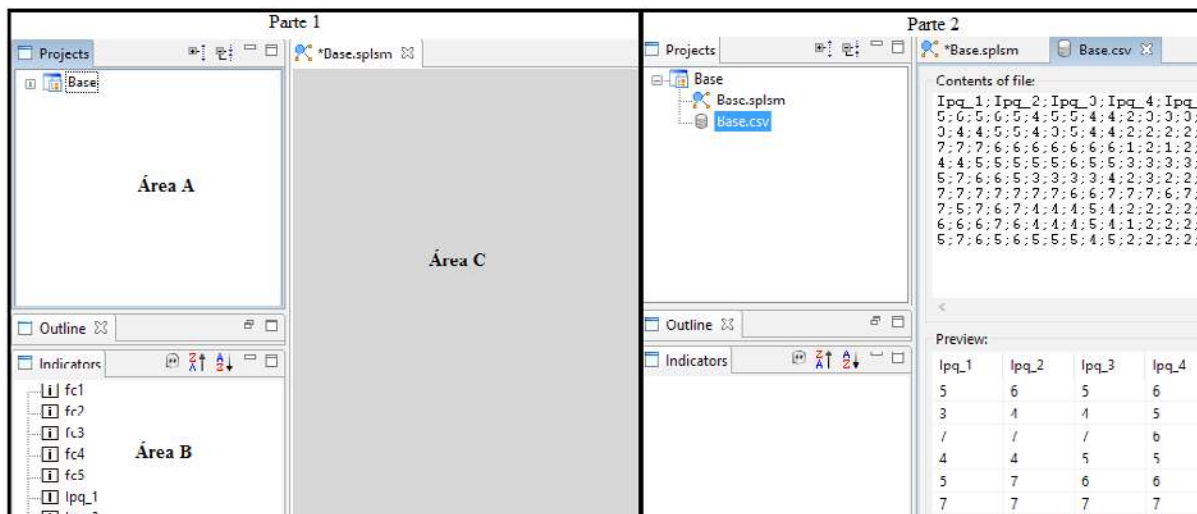 Parte 1
Projects
*Base.splsm
Base
Área A
Área C
Outline
Indicators
fc1
fc2
fc3
fc4
fc5
Ipq_1
Área B
Parte 2
Projects
*Base.splsm
Base.csv
Base
Base.splsm
Base.csv
Outline
Indicators
Contents of file:
Ipq_1;Ipq_2;Ipq_3;Ipq_4;Ipq_
5;6;5;6;5;4;5;5;4;4;2;3;3;3;
3;4;4;5;5;4;3;5;4;4;2;2;2;2;
7;7;7;6;6;6;6;6;6;6;1;2;1;2;
4;4;5;5;5;5;5;6;5;5;3;3;3;3;
5;7;6;6;5;3;3;3;3;4;2;3;2;2;
7;7;7;7;7;7;7;6;6;7;7;7;6;7;
7;5;7;6;7;4;4;4;5;4;2;2;2;2;
6;6;6;7;6;4;4;4;5;4;1;2;2;2;
5;7;6;5;6;5;5;5;4;5;2;2;2;2;
Preview:
Ipq_1 Ipq_2 Ipq_3 Ipq_4
5 6 5 6
3 4 4 5
7 7 7 6
4 4 5 5
5 7 6 6
7 7 7 7